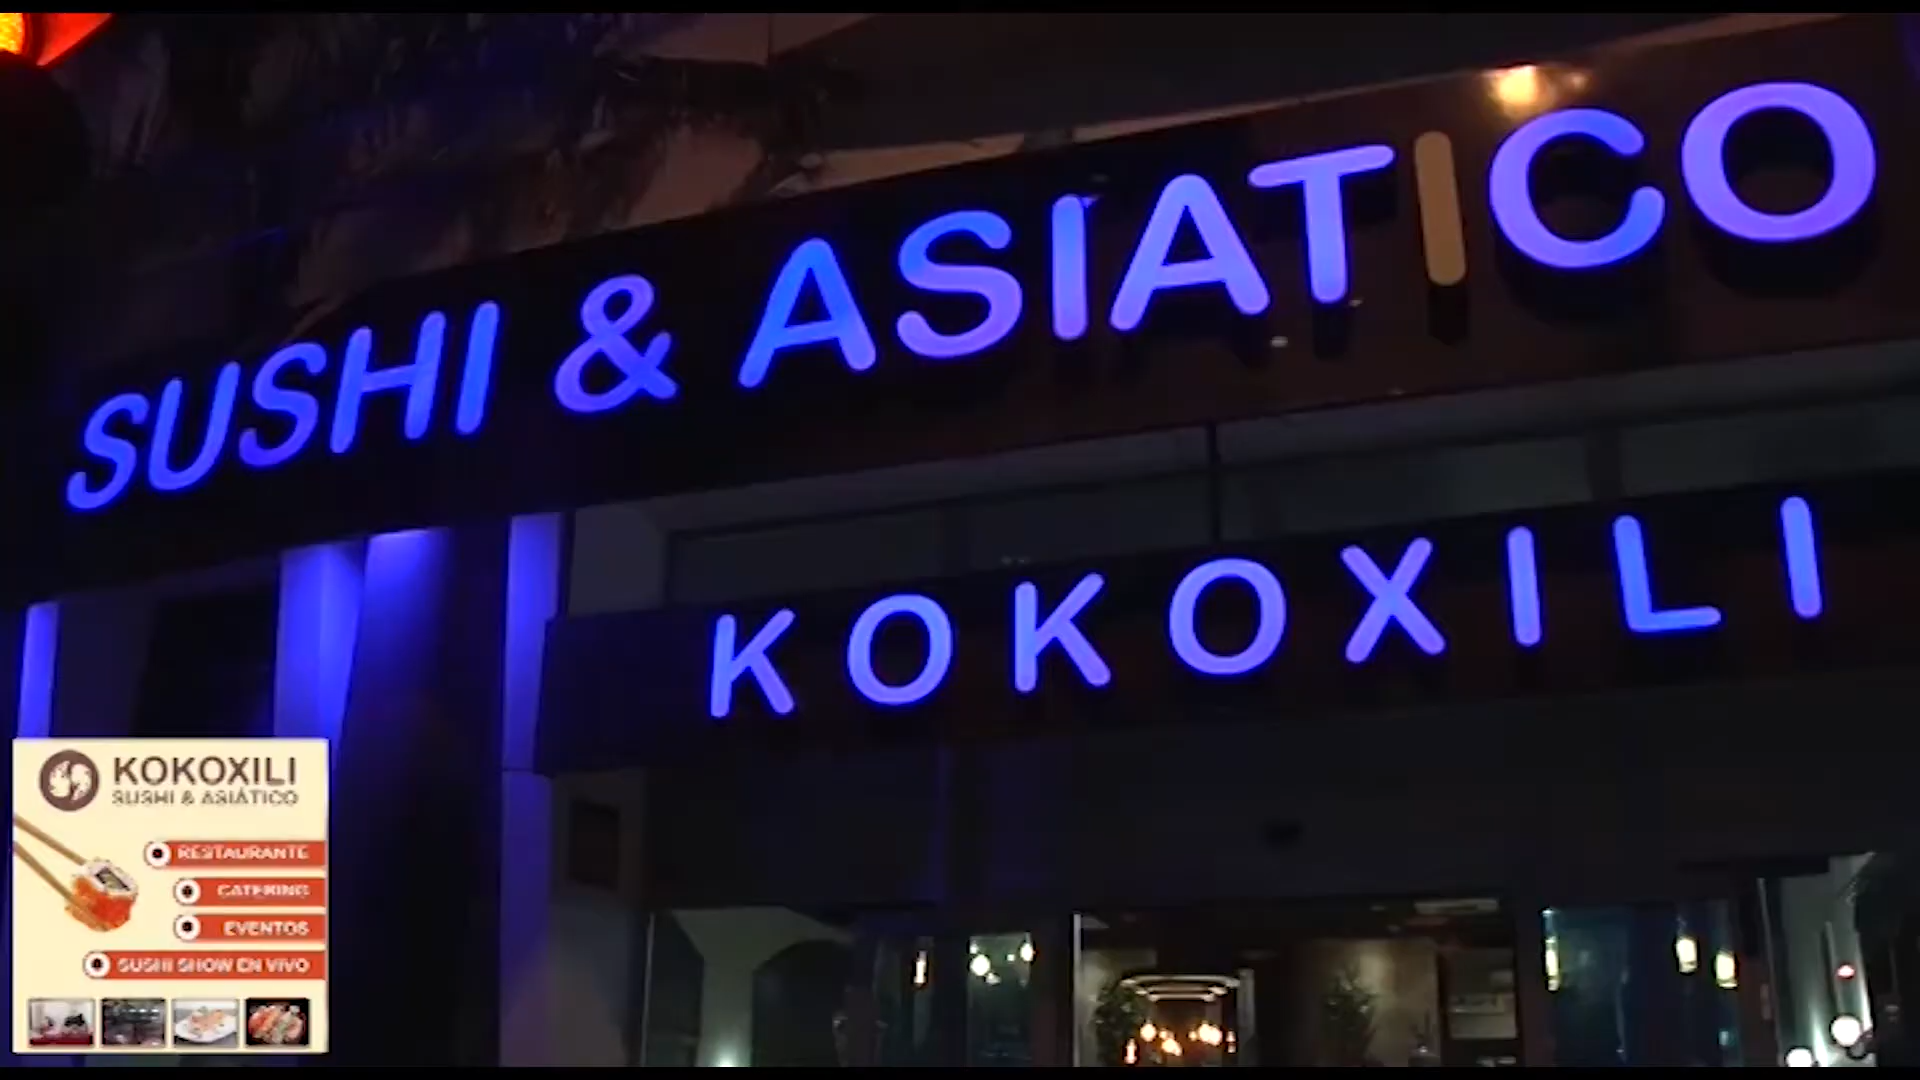 SUSHI & ASIATICO
KOKOXILI
KOKOXILI
SUSHI & ASIÁTICO
RESTAURANTE
CATERING
EVENTOS
SUSHI SHOW EN VIVO